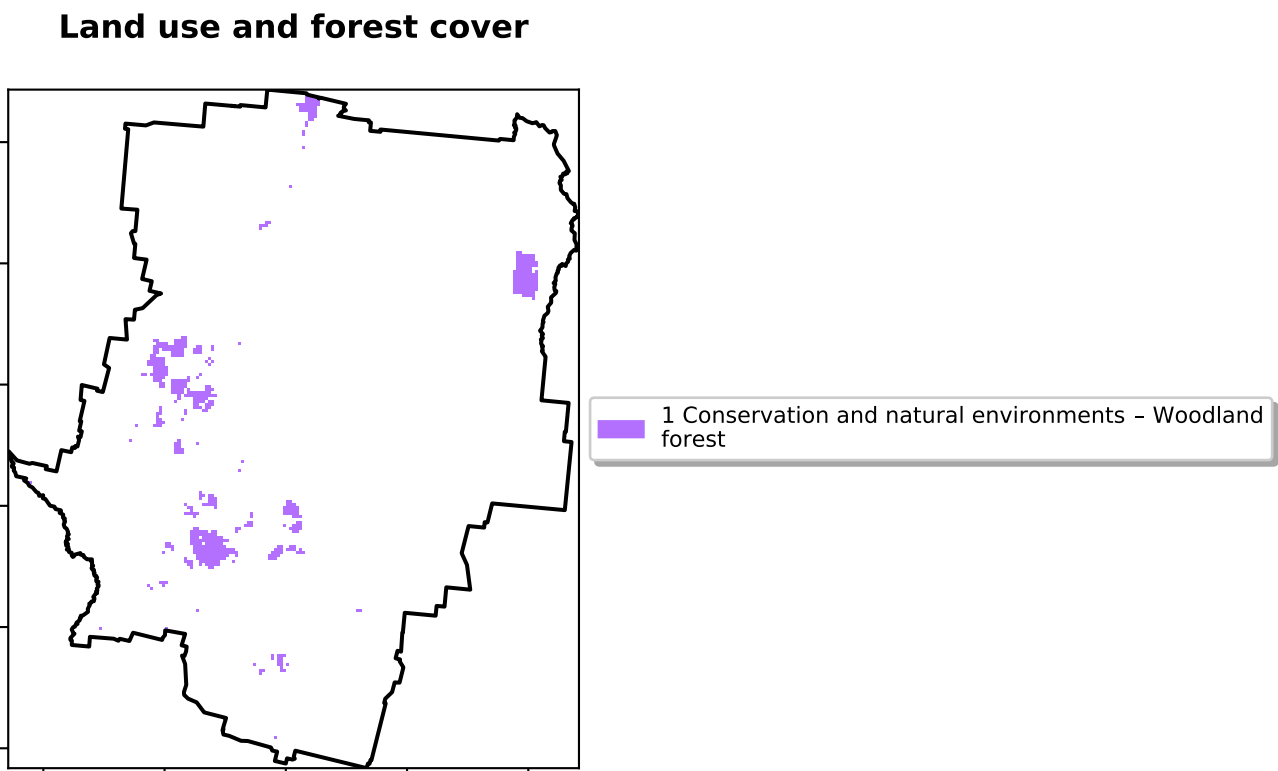 Land use and forest cover
1 Conservation and natural environments – Woodland
forest